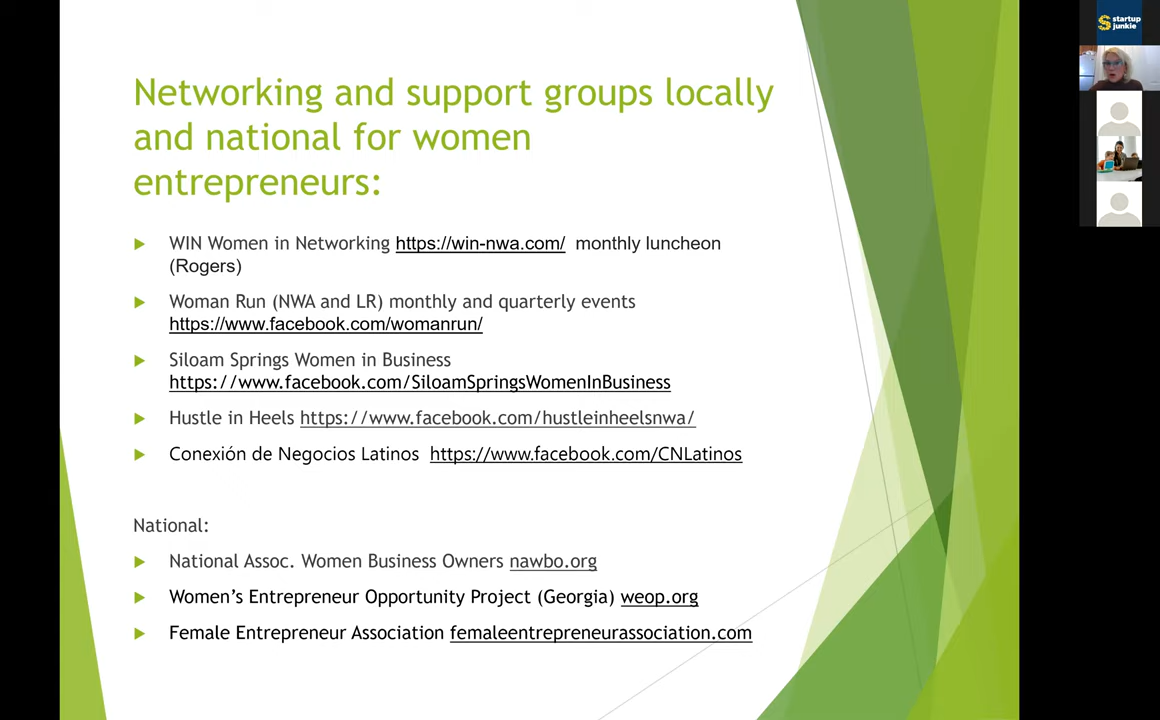 Networking and support groups locally
and national for women
entrepreneurs:
WIN Women in Networking https://win-nwa.com/ monthly luncheon
(Rogers)
Woman Run (NWA and LR) monthly and quarterly events
https://www.facebook.com/womanrun/
Siloam Springs Women in Business
https://www.facebook.com/SiloamSpringsWomenInBusiness
Hustle in Heels https://www.facebook.com/hustleinheelsnwa/
Conexión de Negocios Latinos https://www.facebook.com/CNLatinos
National:
National Assoc. Women Business Owners nawbo.org
Women’s Entrepreneur Opportunity Project (Georgia) weop.org
Female Entrepreneur Association femaleentrepreneurassociation.com
startup
junkie